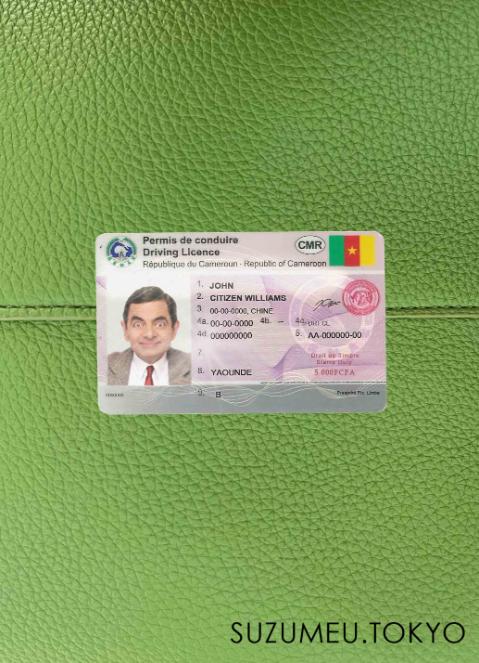 Permis de conduire
Driving Licence
CMR
République du Cameroun - Republic of Cameroon
1. JOHN
2. CITIZEN WILLIAMS
3. 00-00-0000, CHINE
4a. 00-00-0000 4b. -- 4c.
4d. 000000000 5. AA-000000-00
7.
Droit de Timbre
Stamp Duty
8. YAOUNDE 5.000FCFA
9. B
SUZUMEU.TOKYO